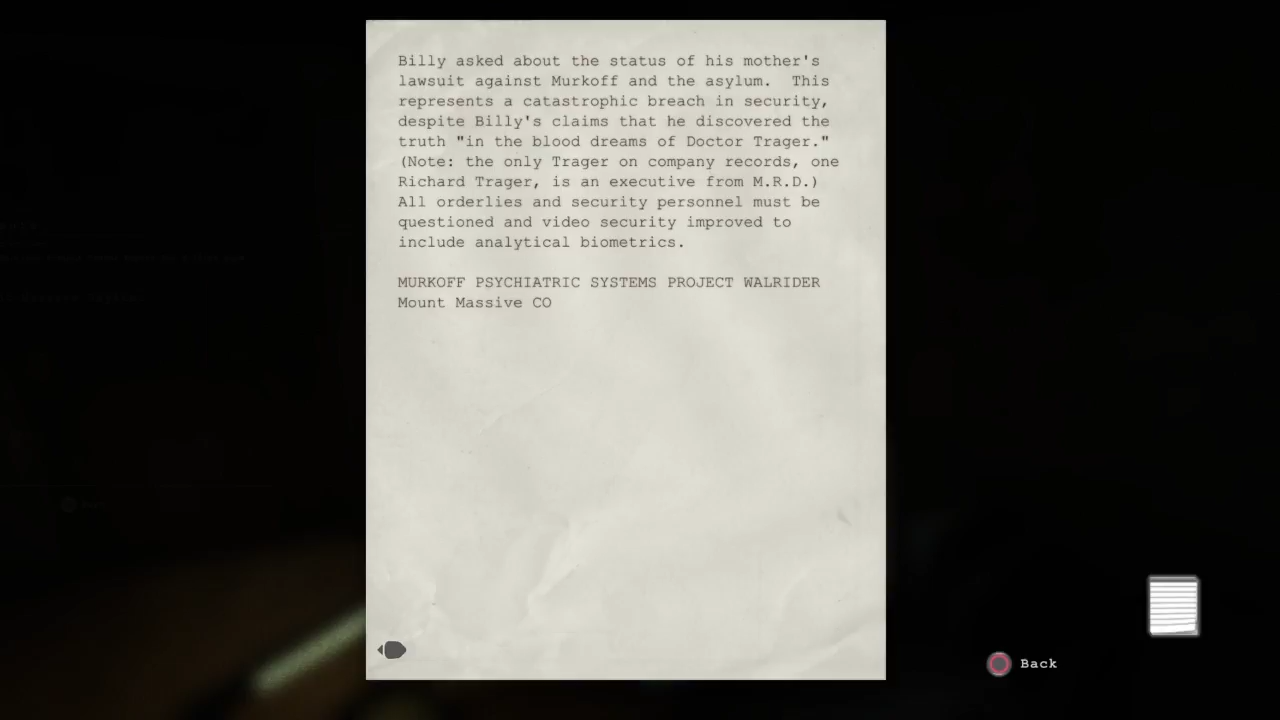 Billy asked about the status of his mother's
lawsuit against Murkoff and the asylum.  This
represents a catastrophic breach in security,
despite Billy's claims that he discovered the
truth "in the blood dreams of Doctor Trager."
(Note: the only Trager on company records, one
Richard Trager, is an executive from M.R.D.)
All orderlies and security personnel must be
questioned and video security improved to
include analytical biometrics.

MURKOFF PSYCHIATRIC SYSTEMS PROJECT WALRIDER
Mount Massive CO
Back